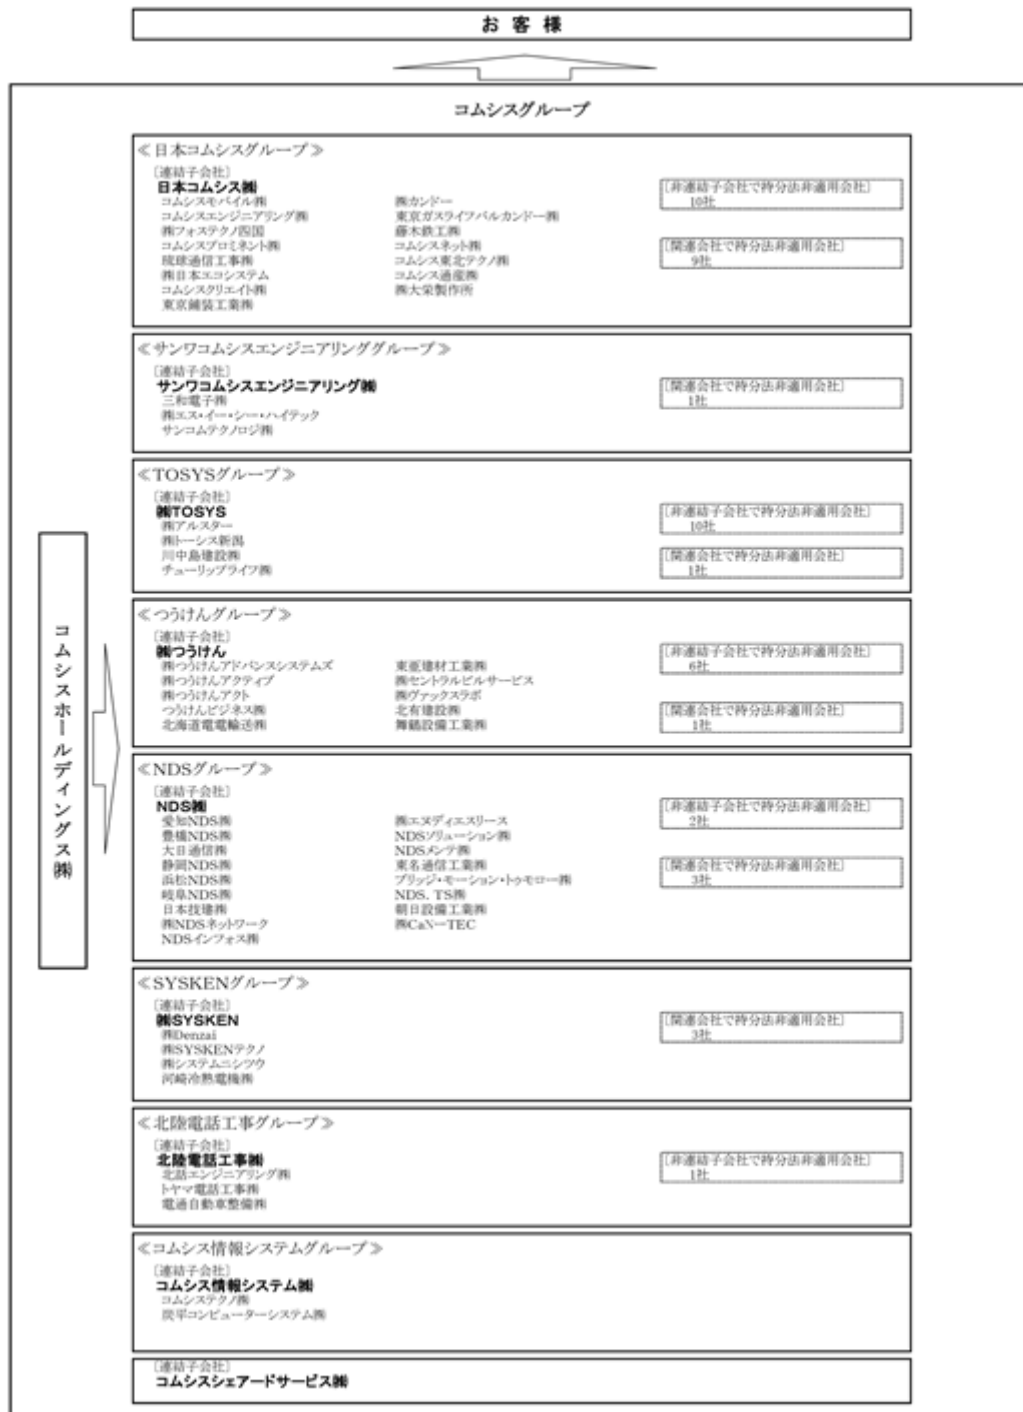 お客様
コムシスグループ
≪日本コムシスグループ≫
［連結子会社］
日本コムシス㈱
コムシスモバイル㈱
コムシスエンジニアリング㈱
㈱フォステクノ四国
コムシスプロミネント㈱
琉球通信工事㈱
㈱日本エコシステム
コムシスクリエイト㈱
東京舗装工業㈱
㈱カンドー
東京ガスライフバルカンドー㈱
藤木鉄工㈱
コムシスネット㈱
コムシス東北テクノ㈱
コムシス通産㈱
㈱大栄製作所
［非連結子会社で持分法非適用会社］
10社
［関連会社で持分法非適用会社］
9社
≪サンワコムシスエンジニアリンググループ≫
［連結子会社］
サンワコムシスエンジニアリング㈱
三和電子㈱
㈱エス・イー・シー・ハイテック
サンコムテクノロジ㈱
［関連会社で持分法非適用会社］
1社
≪TOSYSグループ≫
［連結子会社］
㈱TOSYS
㈱アルスター
㈱トーシス新潟
川中島建設㈱
チューリップライフ㈱
［非連結子会社で持分法非適用会社］
10社
［関連会社で持分法非適用会社］
1社
≪つうけんグループ≫
［連結子会社］
㈱つうけん
㈱つうけんアドバンスシステムズ
㈱つうけんアクティブ
㈱つうけんアクト
つうけんビジネス㈱
北海道電電輸送㈱
東亜建材工業㈱
㈱セントラルビルサービス
㈱ヴァックスラボ
北有建設㈱
舞鶴設備工業㈱
［非連結子会社で持分法非適用会社］
6社
［関連会社で持分法非適用会社］
1社
コムシスホールディングス㈱
≪NDSグループ≫
［連結子会社］
NDS㈱
愛知NDS㈱
豊橋NDS㈱
大日通信㈱
静岡NDS㈱
浜松NDS㈱
岐阜NDS㈱
日本技建㈱
㈱NDSネットワーク
NDSインフォス㈱
㈱エヌディエスリース
NDSソリューション㈱
NDSメンテ㈱
東名通信工業㈱
ブリッジ・モーション・トゥモロー㈱
NDS．TS㈱
朝日設備工業㈱
㈱CaN－TEC
［非連結子会社で持分法非適用会社］
2社
［関連会社で持分法非適用会社］
3社
≪SYSKENグループ≫
［連結子会社］
㈱SYSKEN
㈱Denzai
㈱SYSKENテクノ
㈱システムニシツウ
河崎冷熱電機㈱
［関連会社で持分法非適用会社］
3社
≪北陸電話工事グループ≫
［連結子会社］
北陸電話工事㈱
北話エンジニアリング㈱
トヤマ電話工事㈱
電通自動車整備㈱
［非連結子会社で持分法非適用会社］
1社
≪コムシス情報システムグループ≫
［連結子会社］
コムシス情報システム㈱
コムシステクノ㈱
炭平コンピューターシステム㈱
［連結子会社］
コムシスシェアードサービス㈱